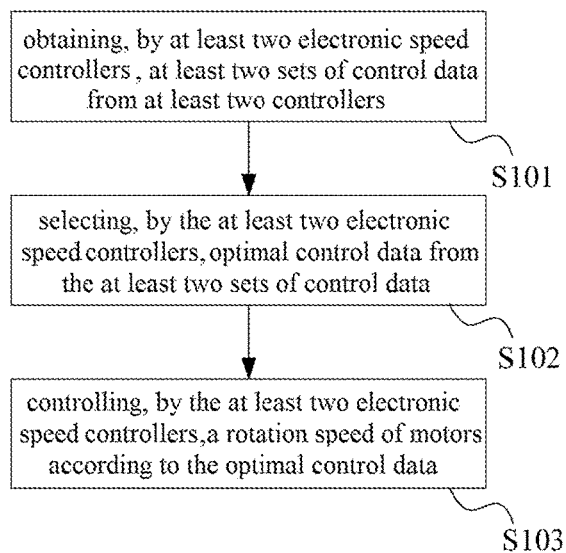 obtaining, by at least two electronic speed
controllers, at least two sets of control data
from at least two controllers
S101
selecting, by the at least two electronic
speed controllers, optimal control data from
the at least two sets of control data
S102
controlling, by the at least two electronic
speed controllers, a rotation speed of motors
according to the optimal control data
S103